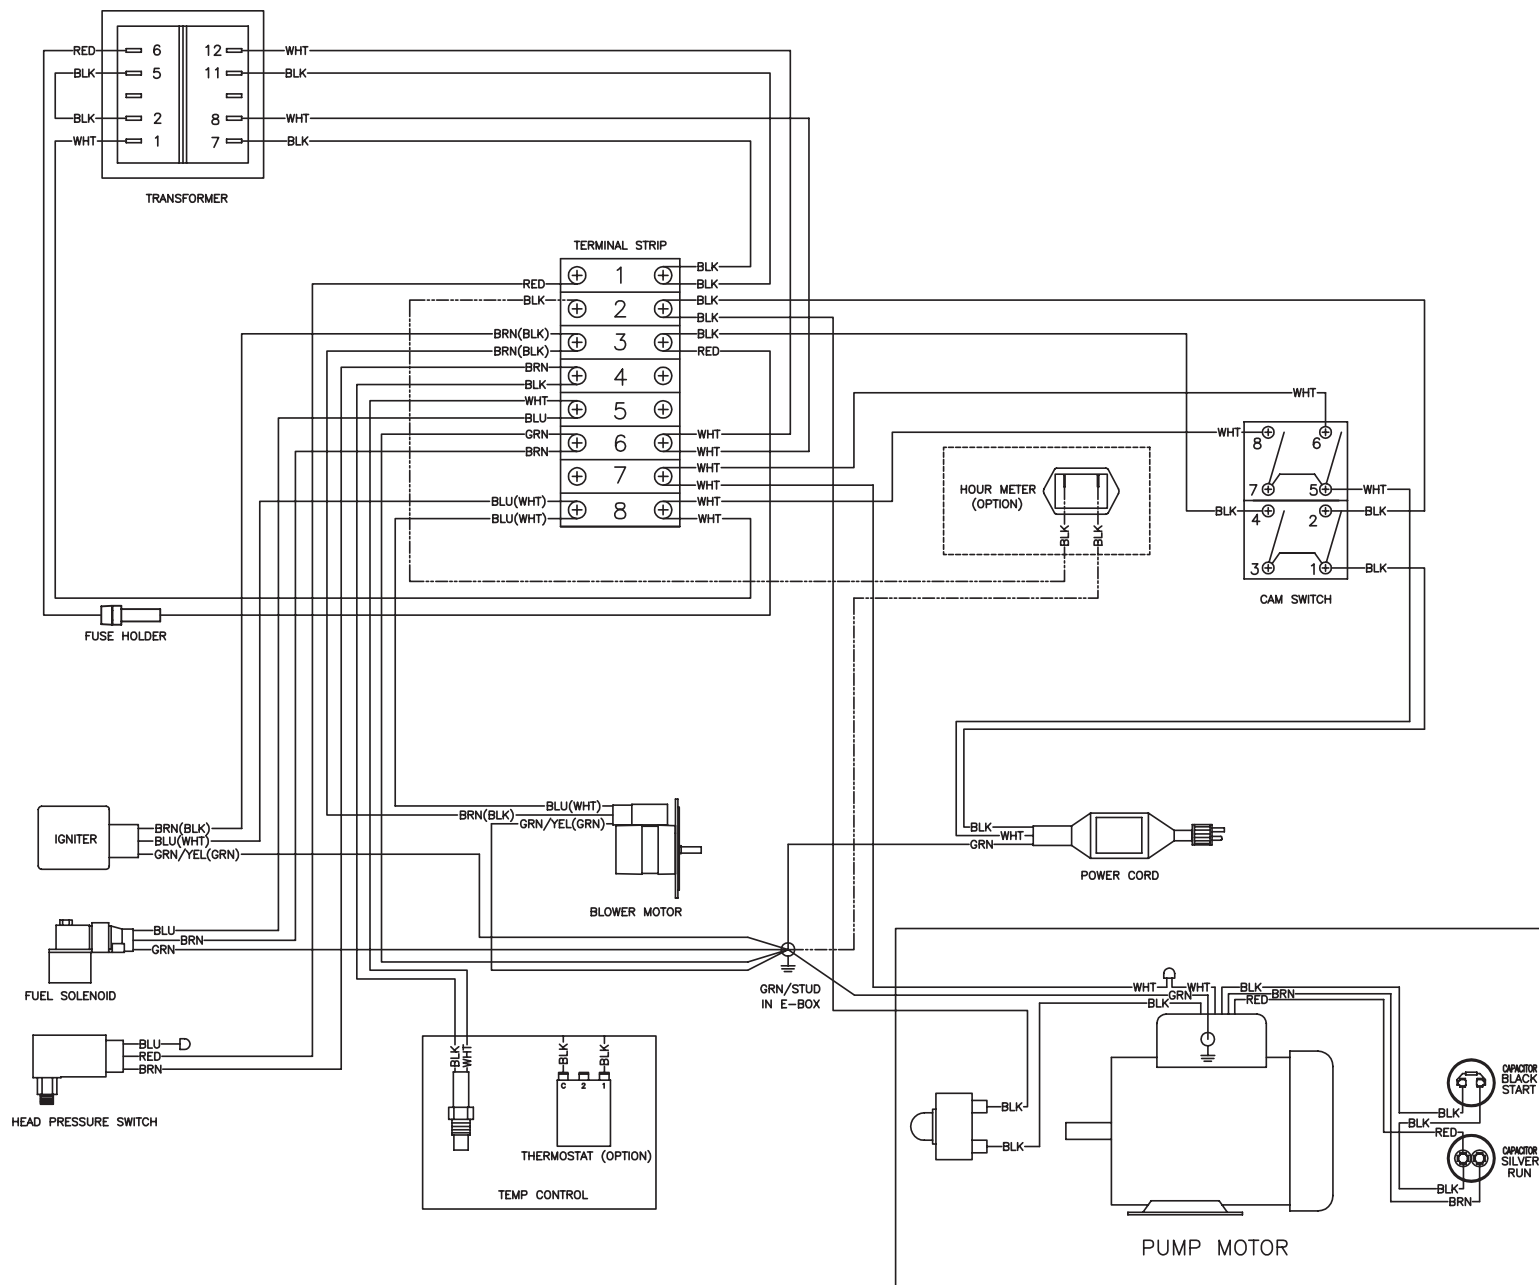 RED 6 12 WHT
BLK 5 11 BLK
BLK 2 8 WHT
WHT 1 7 BLK
TRANSFORMER
TERMINAL STRIP
1 BLK
RED BLK
BLK 2 BLK
BLK
BRN(BLK) 3 BLK
BRN(BLK) RED
BRN 4
BLK
WHT 5
BLU
GRN 6 WHT
BRN WHT
7 WHT
WHT
BLU(WHT) 8 WHT
BLU(WHT) WHT
WHT
WHT 8 6
7 5 WHT
BLK 4 2 BLK
3 1 BLK
CAM SWITCH
HOUR METER
(OPTION)
BLK BLK
FUSE HOLDER
IGNITER
BRN(BLK)
BLU(WHT)
GRN/YEL(GRN)
BLU(WHT)
BRN(BLK)
GRN/YEL(GRN)
BLOWER MOTOR
BLK
WHT
GRN
POWER CORD
BLU
BRN
GRN
FUEL SOLENOID
GRN/STUD
IN E-BOX
BLU
RED
BRN
HEAD PRESSURE SWITCH
BLK WHT
BLK BLK
C 2 1
THERMOSTAT (OPTION)
TEMP CONTROL
WHT WHT
GRN
BLK
BLK
BRN
RED
BLK
BLK
CAPACITOR
BLACK
START
BLK
BLK
RED
CAPACITOR
SILVER
RUN
BLK
BRN
PUMP MOTOR